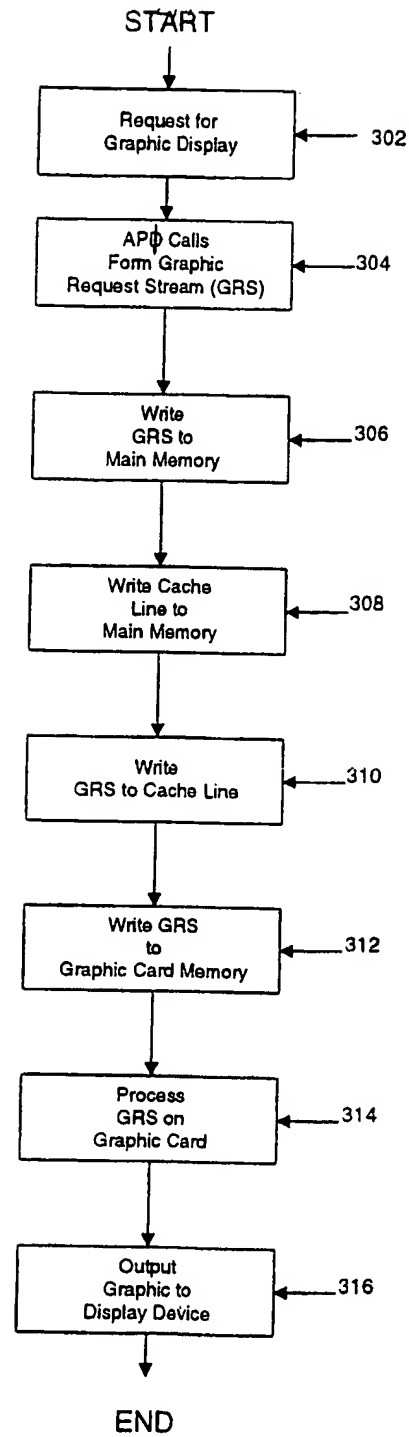 START
Request for
Graphic Display
302
APD Calls
Form Graphic
Request Stream (GRS)
304
Write
GRS to
Main Memory
306
Write Cache
Line to
Main Memory
308
Write
GRS to Cache Line
310
Write GRS
to
Graphic Card Memory
312
Process
GRS on
Graphic Card
314
Output
Graphic to
Display Device
316
END